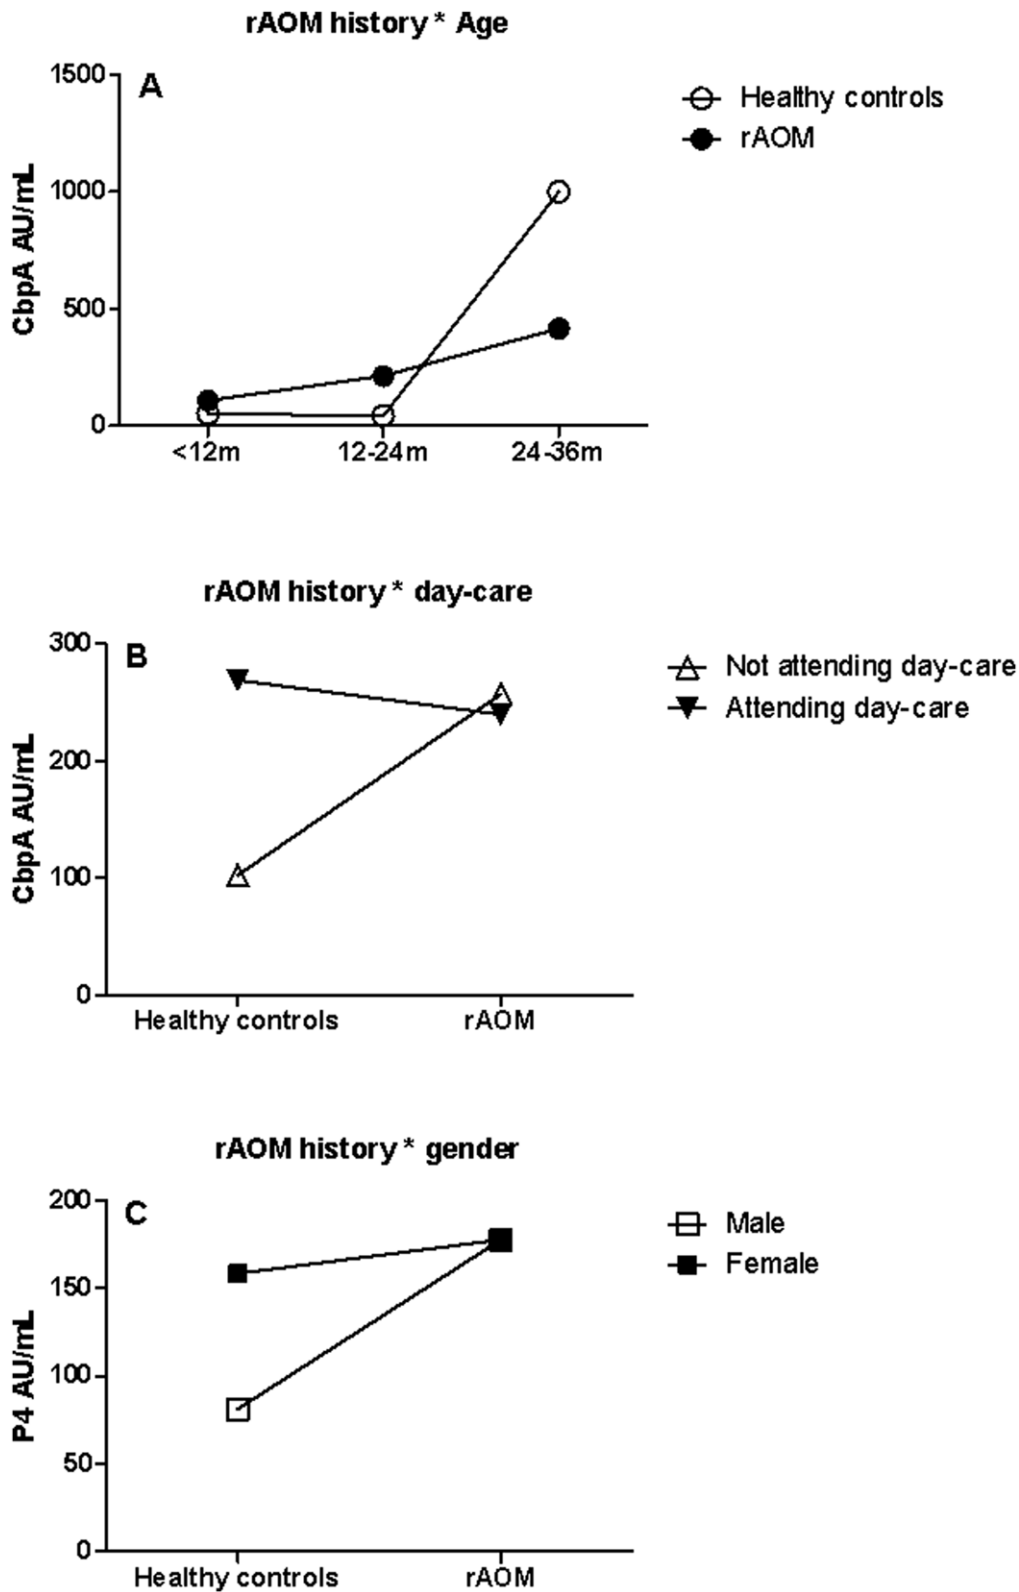 rAOM history * Age
A
1500
1000
500
0
CbpA AU/mL
<12m
12-24m
24-36m
Healthy controls
rAOM
rAOM history * day-care
B
300
200
100
0
CbpA AU/mL
Healthy controls
rAOM
Not attending day-care
Attending day-care
rAOM history * gender
C
200
150
100
50
0
P4 AU/mL
Healthy controls
rAOM
Male
Female